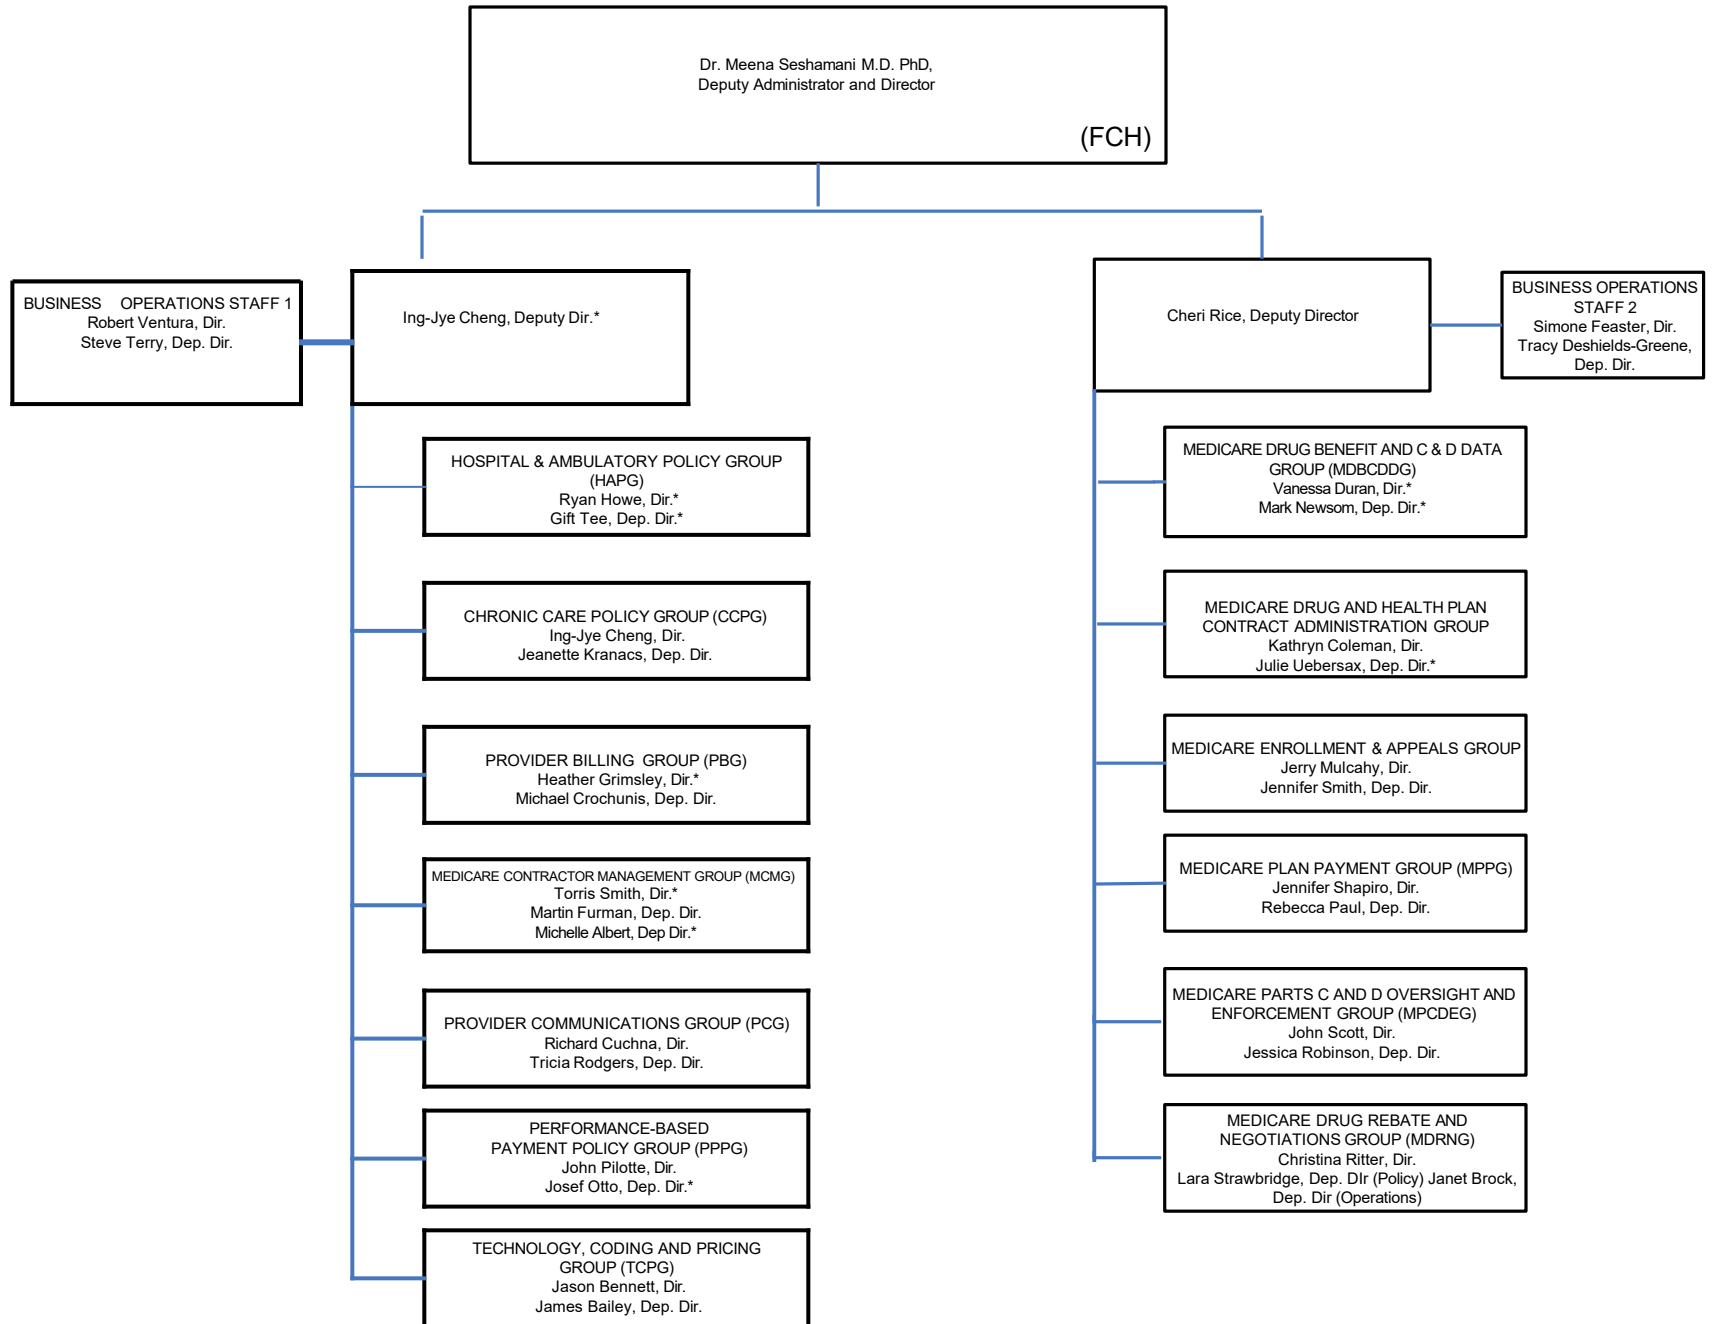 Dr. Meena Seshamani M.D. PhD,
Deputy Administrator and Director
(FCH)
BUSINESS OPERATIONS STAFF 1
Robert Ventura, Dir.
Steve Terry, Dep. Dir.
Ing-Jye Cheng, Deputy Dir.*
Cheri Rice, Deputy Director
BUSINESS OPERATIONS
STAFF 2
Simone Feaster, Dir.
Tracy Deshields-Greene,
Dep. Dir.
HOSPITAL & AMBULATORY POLICY GROUP
(HAPG)
Ryan Howe, Dir.*
Gift Tee, Dep. Dir.*
CHRONIC CARE POLICY GROUP (CCPG)
Ing-Jye Cheng, Dir.
Jeanette Kranacs, Dep. Dir.
PROVIDER BILLING GROUP (PBG)
Heather Grimsley, Dir.*
Michael Crochunis, Dep. Dir.
MEDICARE CONTRACTOR MANAGEMENT GROUP (MCMG)
Torris Smith, Dir.*
Martin Furman, Dep. Dir.
Michelle Albert, Dep Dir.*
PROVIDER COMMUNICATIONS GROUP (PCG)
Richard Cuchna, Dir.
Tricia Rodgers, Dep. Dir.
PERFORMANCE-BASED
PAYMENT POLICY GROUP (PPPG)
John Pilotte, Dir.
Josef Otto, Dep. Dir.*
TECHNOLOGY, CODING AND PRICING
GROUP (TCPG)
Jason Bennett, Dir.
James Bailey, Dep. Dir.
MEDICARE DRUG BENEFIT AND C & D DATA
GROUP (MDBCDDG)
Vanessa Duran, Dir.*
Mark Newsom, Dep. Dir.*
MEDICARE DRUG AND HEALTH PLAN
CONTRACT ADMINISTRATION GROUP
Kathryn Coleman, Dir.
Julie Uebersax, Dep. Dir.*
MEDICARE ENROLLMENT & APPEALS GROUP
Jerry Mulcahy, Dir.
Jennifer Smith, Dep. Dir.
MEDICARE PLAN PAYMENT GROUP (MPPG)
Jennifer Shapiro, Dir.
Rebecca Paul, Dep. Dir.
MEDICARE PARTS C AND D OVERSIGHT AND
ENFORCEMENT GROUP (MPCDEG)
John Scott, Dir.
Jessica Robinson, Dep. Dir.
MEDICARE DRUG REBATE AND
NEGOTIATIONS GROUP (MDRNG)
Christina Ritter, Dir.
Lara Strawbridge, Dep. DIr (Policy) Janet Brock,
Dep. Dir (Operations)